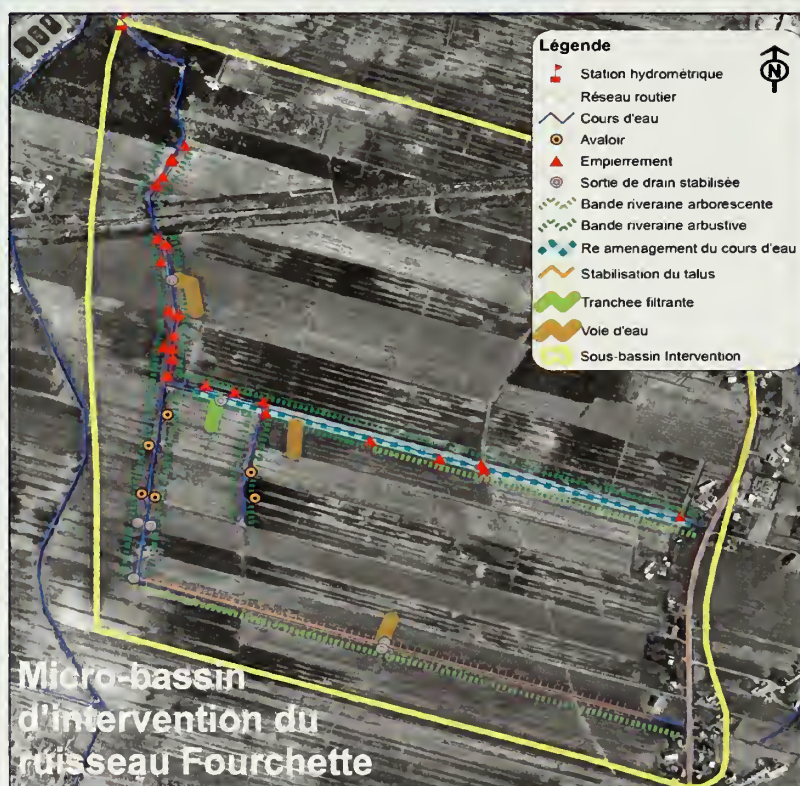 Légende
N
Station hydrométrique
Réseau routier
Cours d'eau
Avaloir
Empierrement
Sortie de drain stabilisée
Bande riveraine arborescente
Bande riveraine arbustive
Re amenagement du cours d'eau
Stabilisation du talus
Tranchee filtrante
Voie d'eau
Sous-bassin Intervention
Micro-bassin
d'intervention du
ruisseau Fourchette